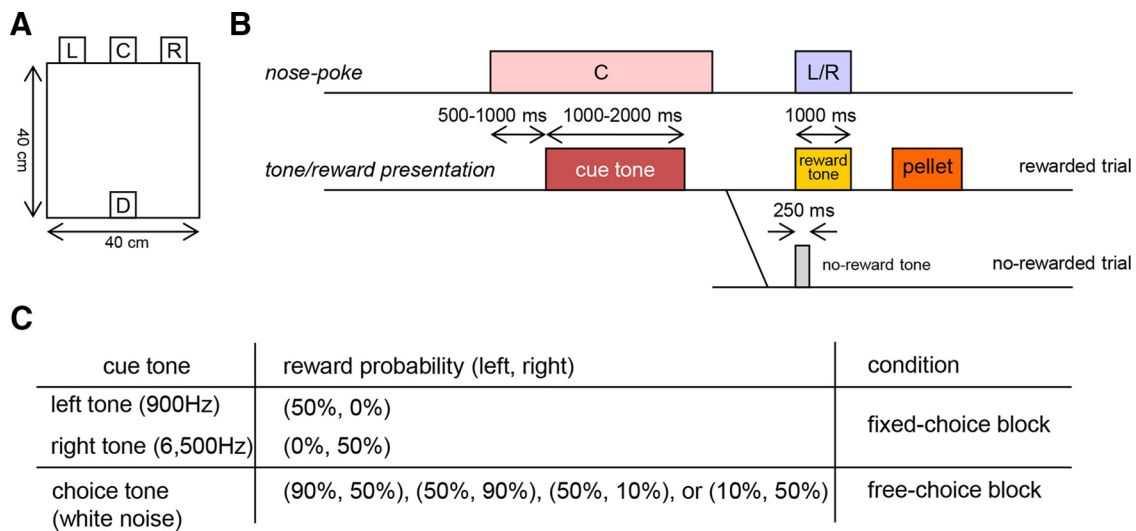 A
L C R
40 cm
D
40 cm
B
nose-poke C L/R
500-1000 ms 1000-2000 ms 1000 ms
tone/reward presentation cue tone reward tone pellet rewarded trial
250 ms
no-reward tone no-rewarded trial
C
cue tone reward probability (left, right) condition
left tone (900Hz) (50%, 0%)
fixed-choice block
right tone (6,500Hz) (0%, 50%)
choice tone (90%, 50%), (50%, 90%), (50%, 10%), or (10%, 50%) free-choice block
(white noise)